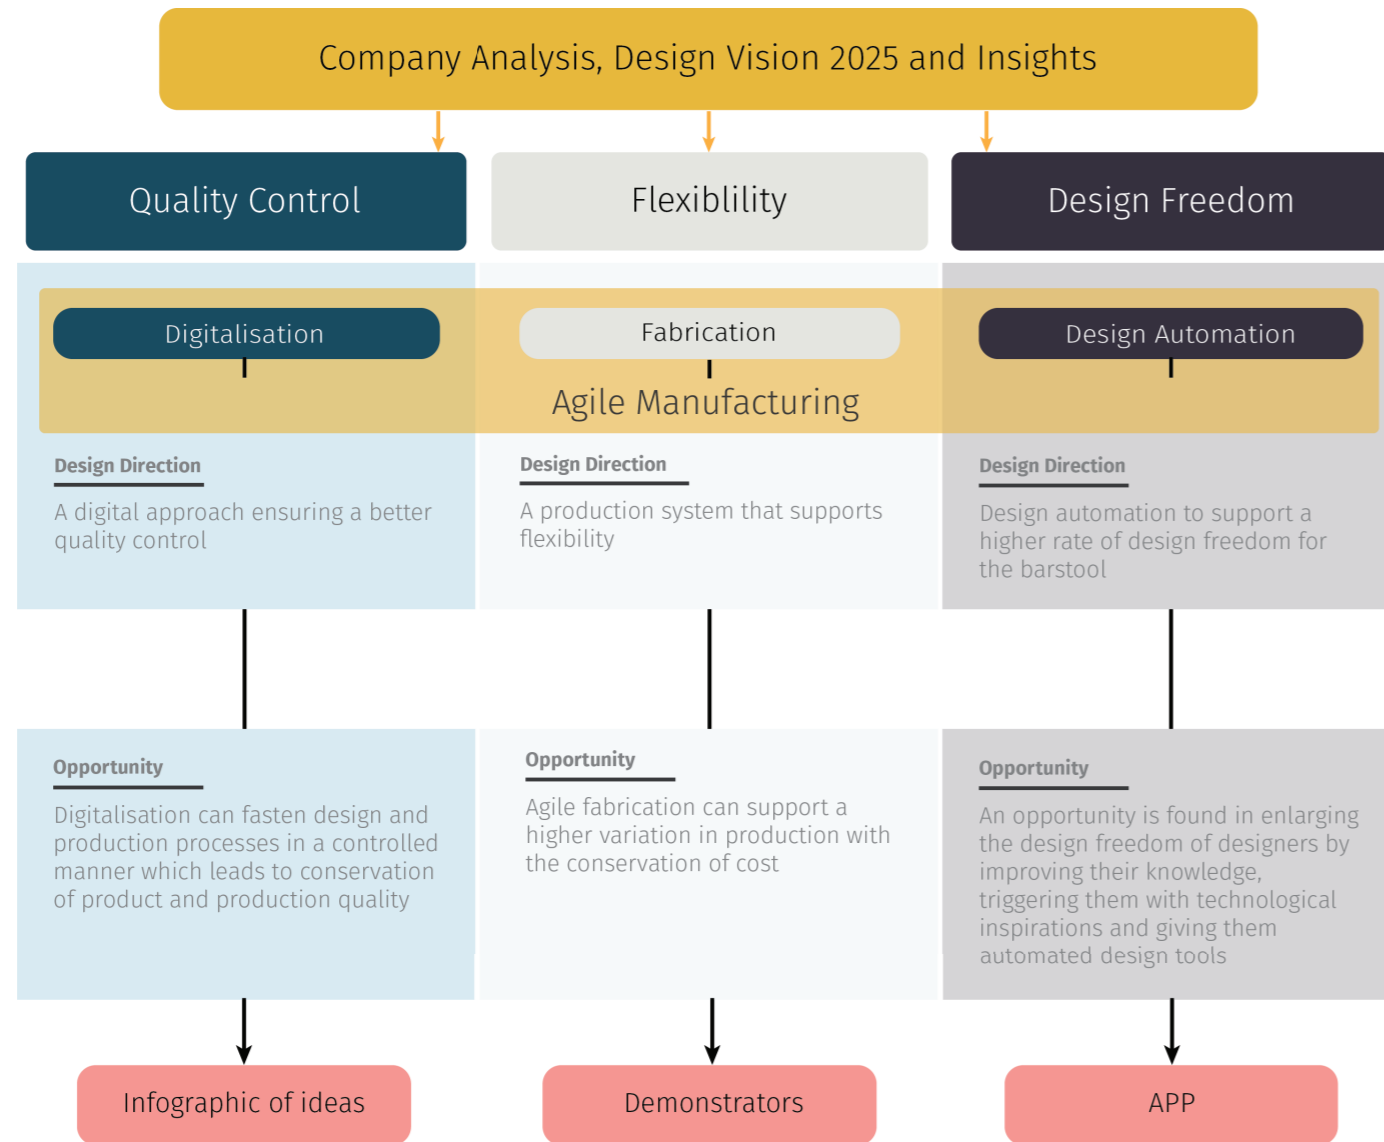 Company Analysis, Design Vision 2025 and Insights
Quality Control
Flexiblility
Design Freedom
Digitalisation
Fabrication
Design Automation
Agile Manufacturing
Design Direction
A digital approach ensuring a better
quality control
Design Direction
A production system that supports
flexibility
Design Direction
Design automation to support a
higher rate of design freedom for
the barstool
Opportunity
Digitalisation can fasten design and
production processes in a controlled
manner which leads to conservation
of product and production quality
Opportunity
Agile fabrication can support a
higher variation in production with
the conservation of cost
Opportunity
An opportunity is found in enlarging
the design freedom of designers by
improving their knowledge,
triggering them with technological
inspirations and giving them
automated design tools
Infographic of ideas
Demonstrators
APP